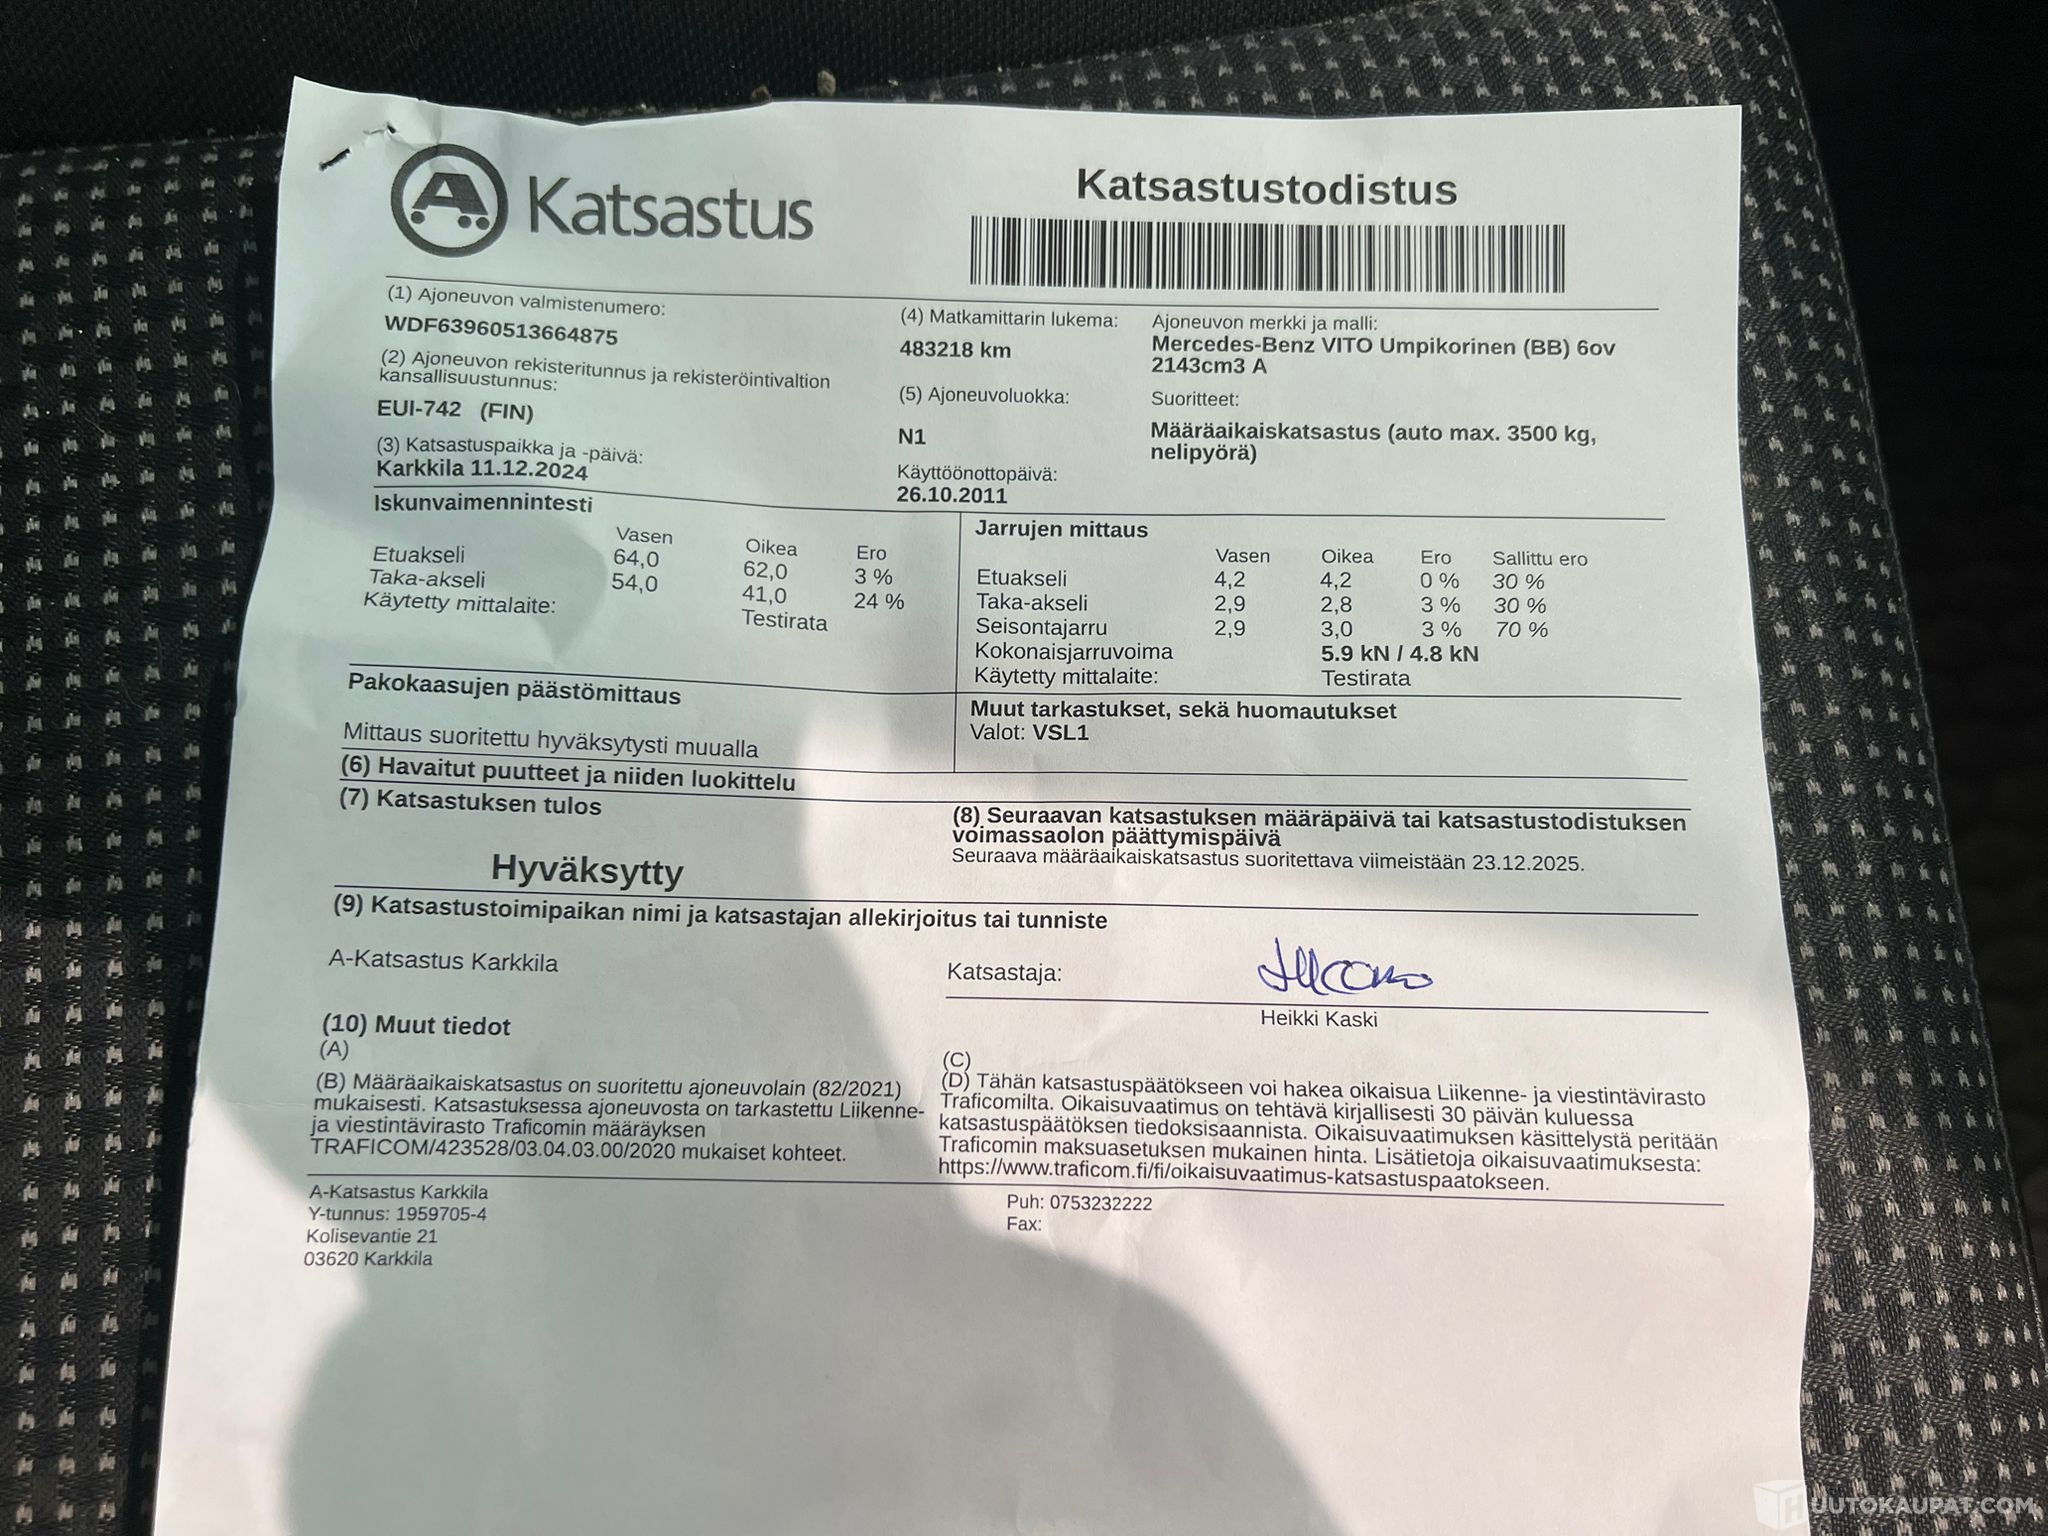 A Katsastus
Katsastustodistus
(1) Ajoneuvon valmistenumero:
WDF63960513664875
(2) Ajoneuvon rekisteritunnus ja rekisteröintivaltion
kansallisuustunnus:
EUI-742 (FIN)
(3) Katsastuspaikka ja -päivä:
Karkkila 11.12.2024
(4) Matkamittarin lukema:
483218 km
(5) Ajoneuvoluokka:
N1
Käyttöönottopäivä:
26.10.2011
Ajoneuvon merkki ja malli:
Mercedes-Benz VITO Umpikorinen (BB) 6ov
2143cm3 A
Suoritteet:
Määräaikaiskatsastus (auto max. 3500 kg,
nelipyörä)
Iskunvaimennintesti
Vasen Oikea Ero
Etuakseli 64,0 62,0 3 %
Taka-akseli 54,0 41,0 24 %
Käytetty mittalaite: Testirata
Jarrujen mittaus
Vasen Oikea Ero Sallittu ero
Etuakseli 4,2 4,2 0 % 30 %
Taka-akseli 2,9 2,8 3 % 30 %
Seisontajarru 2,9 3,0 3 % 70 %
Kokonaisjarruvoima 5.9 kN / 4.8 kN
Käytetty mittalaite: Testirata
Pakokaasujen päästömittaus
Mittaus suoritettu hyväksytysti muualla
Muut tarkastukset, sekä huomautukset
Valot: VSL1
(6) Havaitut puutteet ja niiden luokittelu
(7) Katsastuksen tulos
Hyväksytty
(8) Seuraavan katsastuksen määräpäivä tai katsastustodistuksen
voimassaolon päättymispäivä
Seuraava määräaikaiskatsastus suoritettava viimeistään 23.12.2025.
(9) Katsastustoimipaikan nimi ja katsastajan allekirjoitus tai tunniste
A-Katsastus Karkkila
Katsastaja:
Heikki Kaski
(10) Muut tiedot
(A)
(B) Määräaikaiskatsastus on suoritettu ajoneuvolain (82/2021)
mukaisesti. Katsastuksessa ajoneuvosta on tarkastettu Liikenne-
ja viestintävirasto Traficomin määräyksen
TRAFICOM/423528/03.04.03.00/2020 mukaiset kohteet.
(C)
(D) Tähän katsastuspäätökseen voi hakea oikaisua Liikenne- ja viestintävirasto
Traficomilta. Oikaisuvaatimus on tehtävä kirjallisesti 30 päivän kuluessa
katsastuspäätöksen tiedoksisaannista. Oikaisuvaatimuksen käsittelystä peritään
Traficomin maksuasetuksen mukainen hinta. Lisätietoja oikaisuvaatimuksesta:
https://www.traficom.fi/fi/oikaisuvaatimus-katsastuspaatokseen.
A-Katsastus Karkkila
Y-tunnus: 1959705-4
Kolisevantie 21
03620 Karkkila
Puh: 0753232222
Fax:
HUUTOKAUPAT.COM